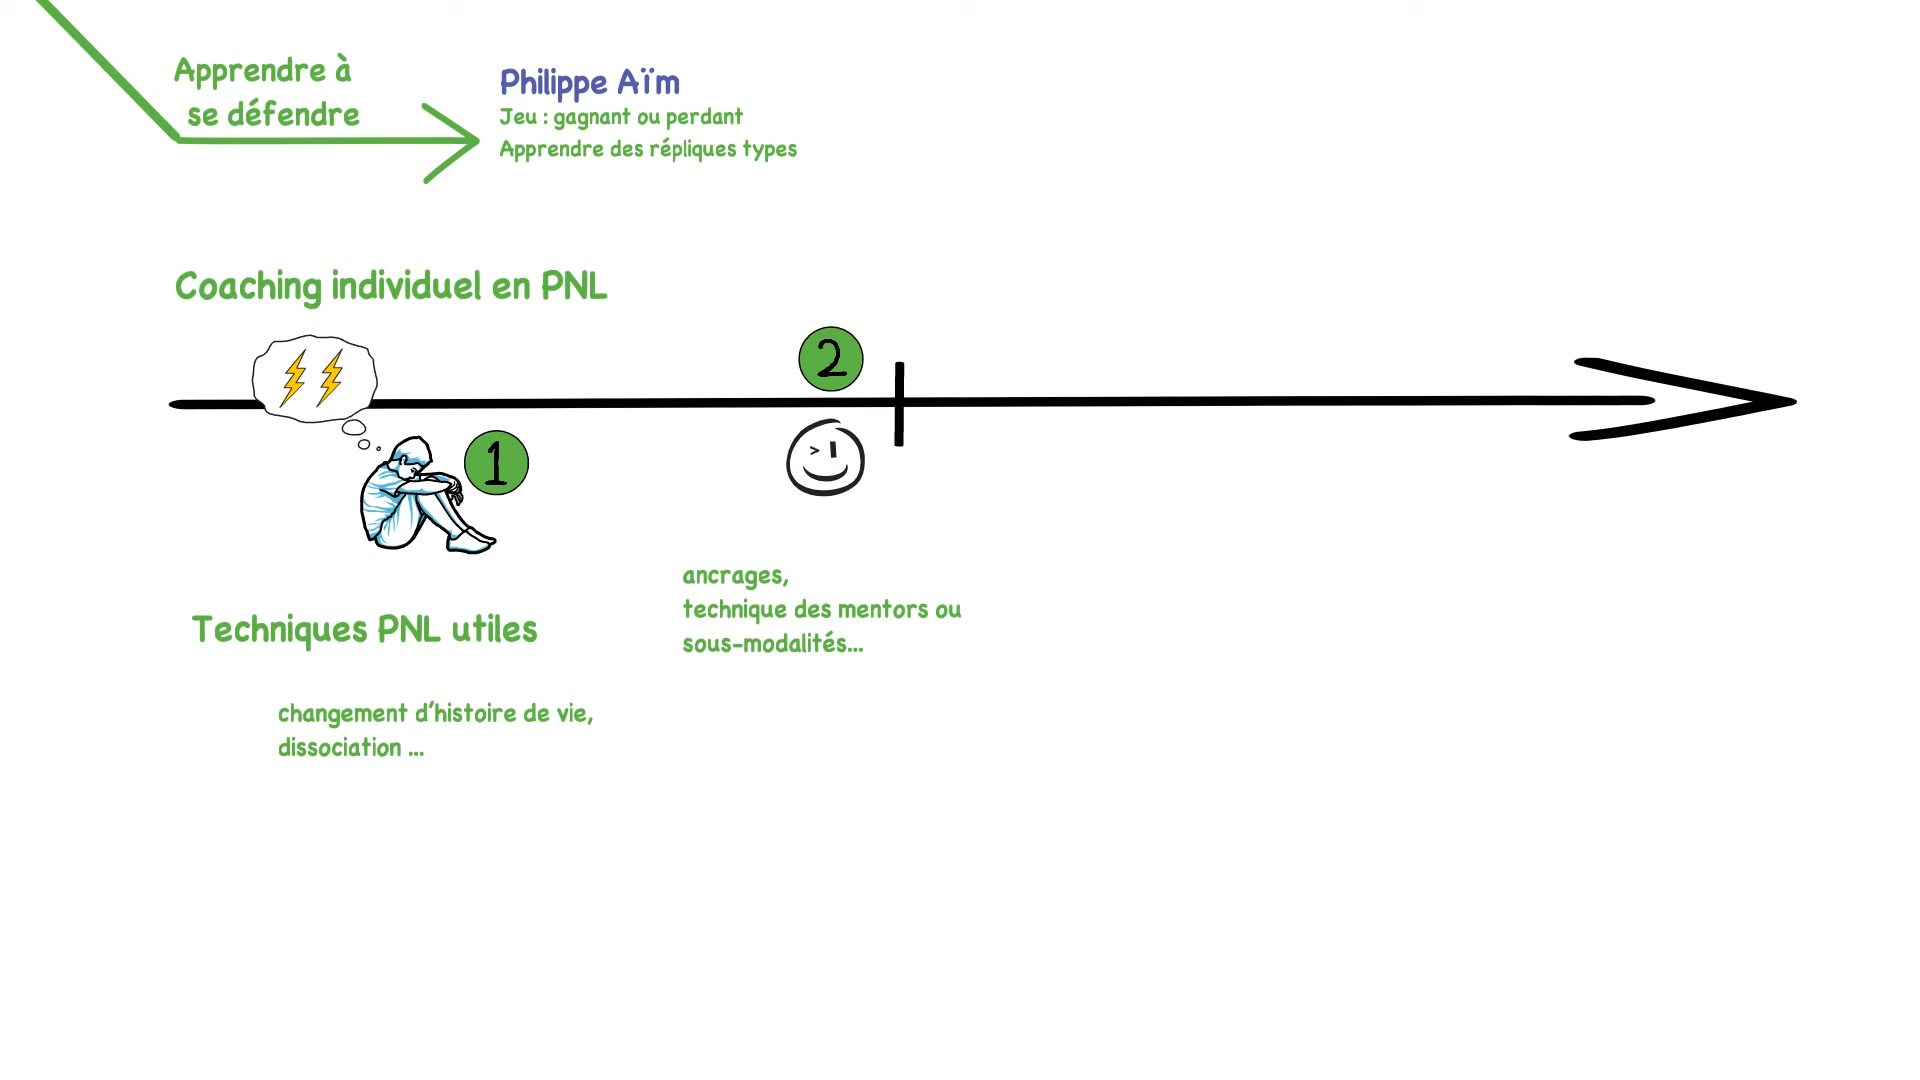 Apprendre à
se défendre
Philippe Aïm
Jeu : gagnant ou perdant
Apprendre des répliques types
Coaching individuel en PNL
2
1
ancrages,
technique des mentors ou
sous-modalités...
Techniques PNL utiles
changement d'histoire de vie,
dissociation ...